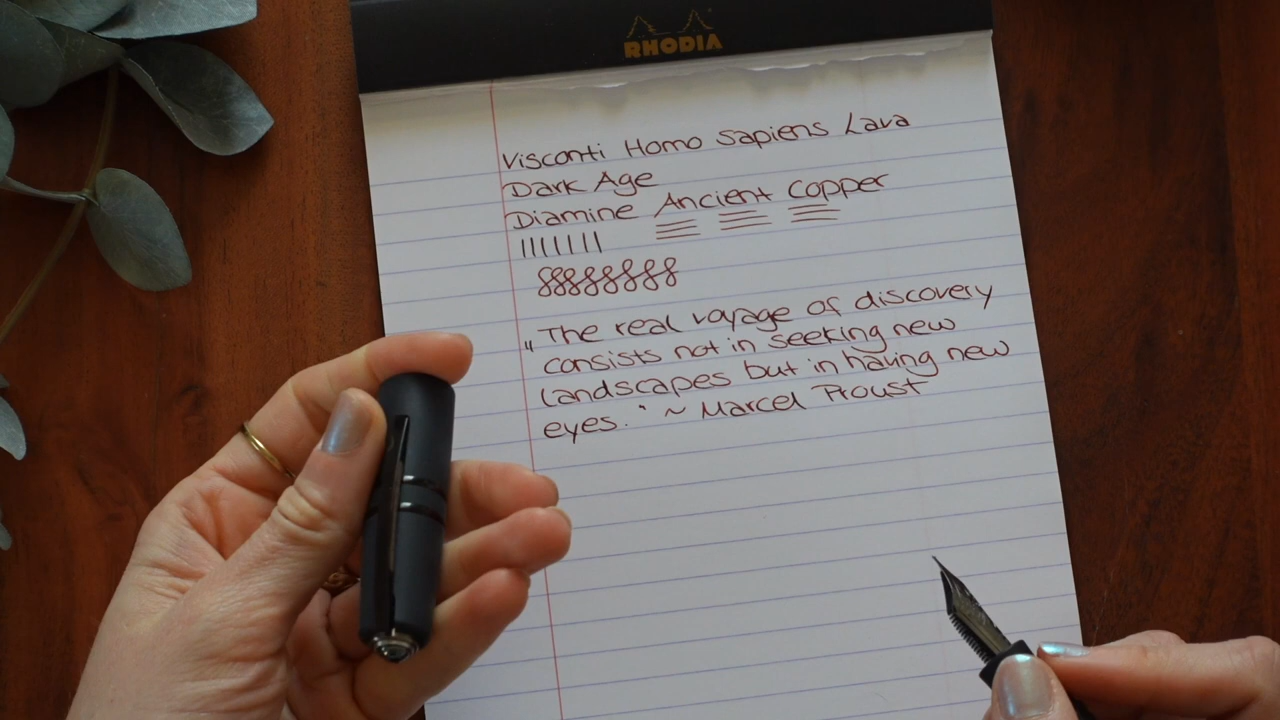 RHODIA
Visconti Homo Sapiens Lava
Dark Age
Diamine Ancient Copper
88888888
„The real voyage of discovery
consists not in seeking new
landscapes but in having new
eyes." ~ Marcel Proust